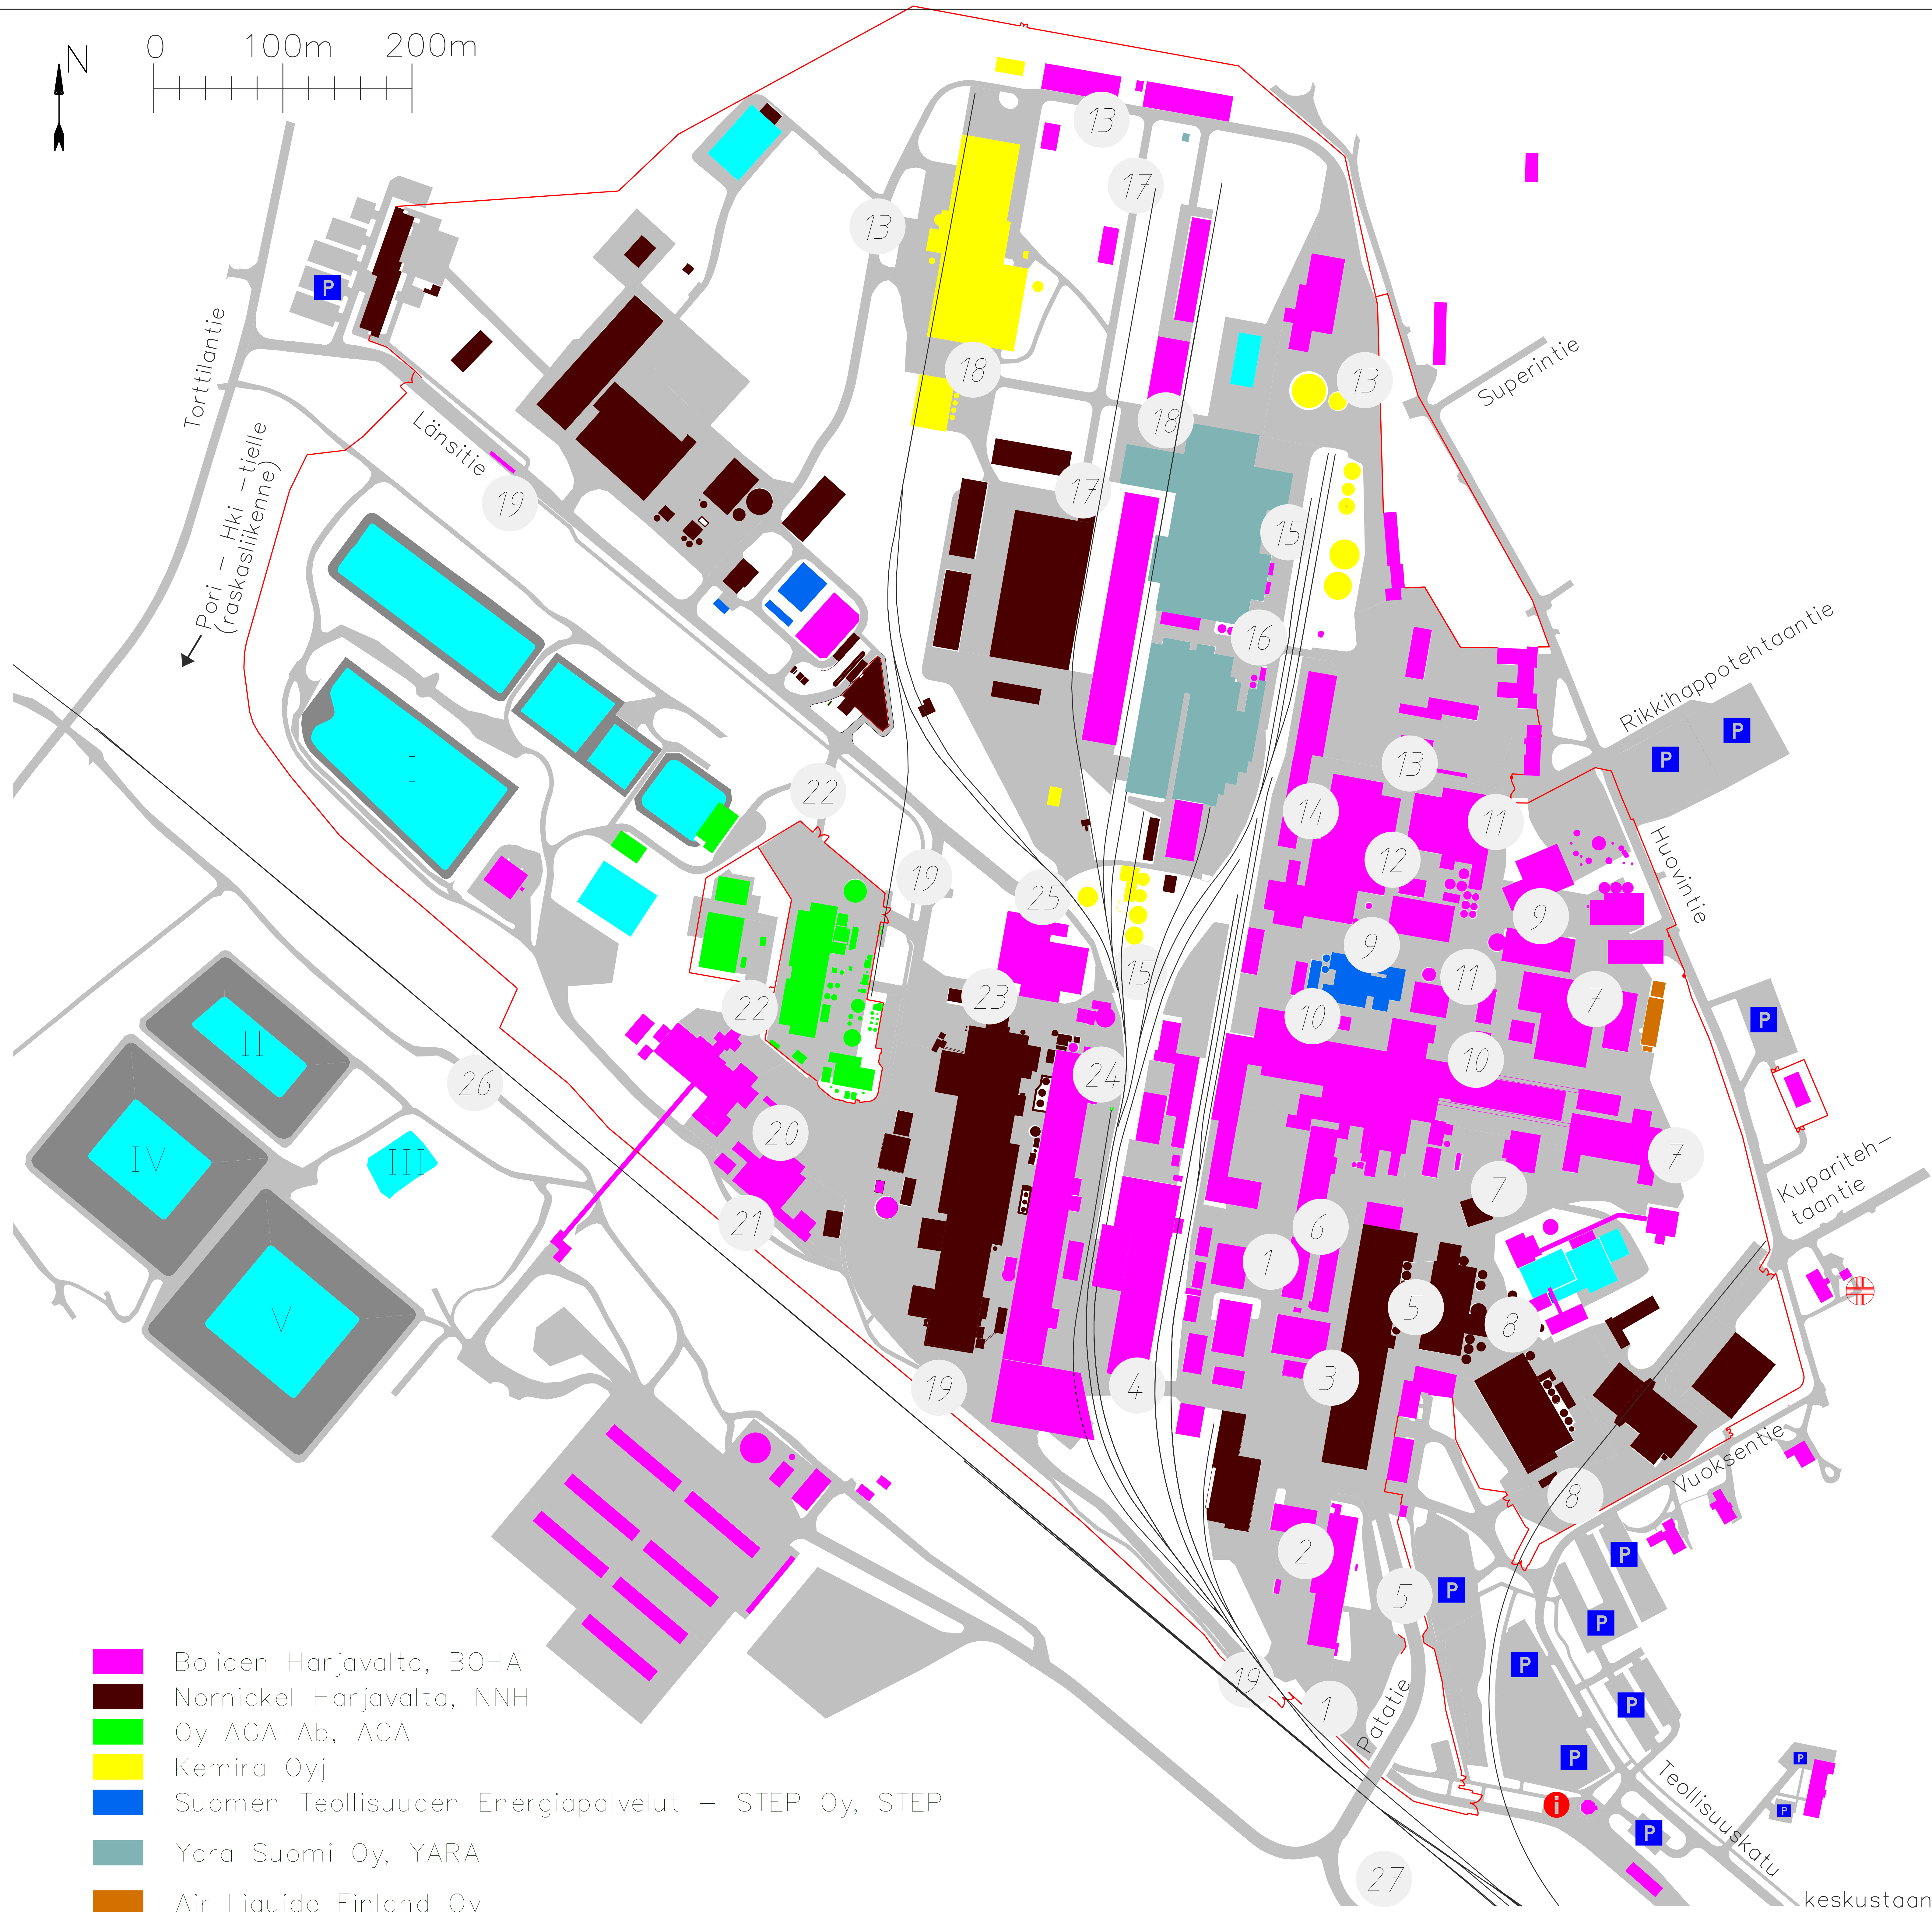 N
0 100m 200m
13
17
13
P
Torttilantie
Superintie
18
13
Länsitie
18
Pori - Hki -tielle
(raskasliikenne)
17
19
15
16
Rikkihappotehtaantie
P
P
I
13
22
14
11
Huovintie
12
19
25
9
9
15
11
23
7
22
10
P
II
10
26
24
20
IV
III
7
Kupariteh-
taantie
7
21
6
1
V
5
8
3
19
4
Vuoksentie
8
2
P
5
P
P
P
Boliden Harjavalta, BOHA
19
1
Patatie
P
Nornickel Harjavalta, NNH
Oy AGA Ab, AGA
P
P
Kemira Oyj
Teollisuuskatu
Suomen Teollisuuden Energiapalvelut - STEP Oy, STEP
i
P
P
Yara Suomi Oy, YARA
27
Air Liquide Finland Oy
keskustaan